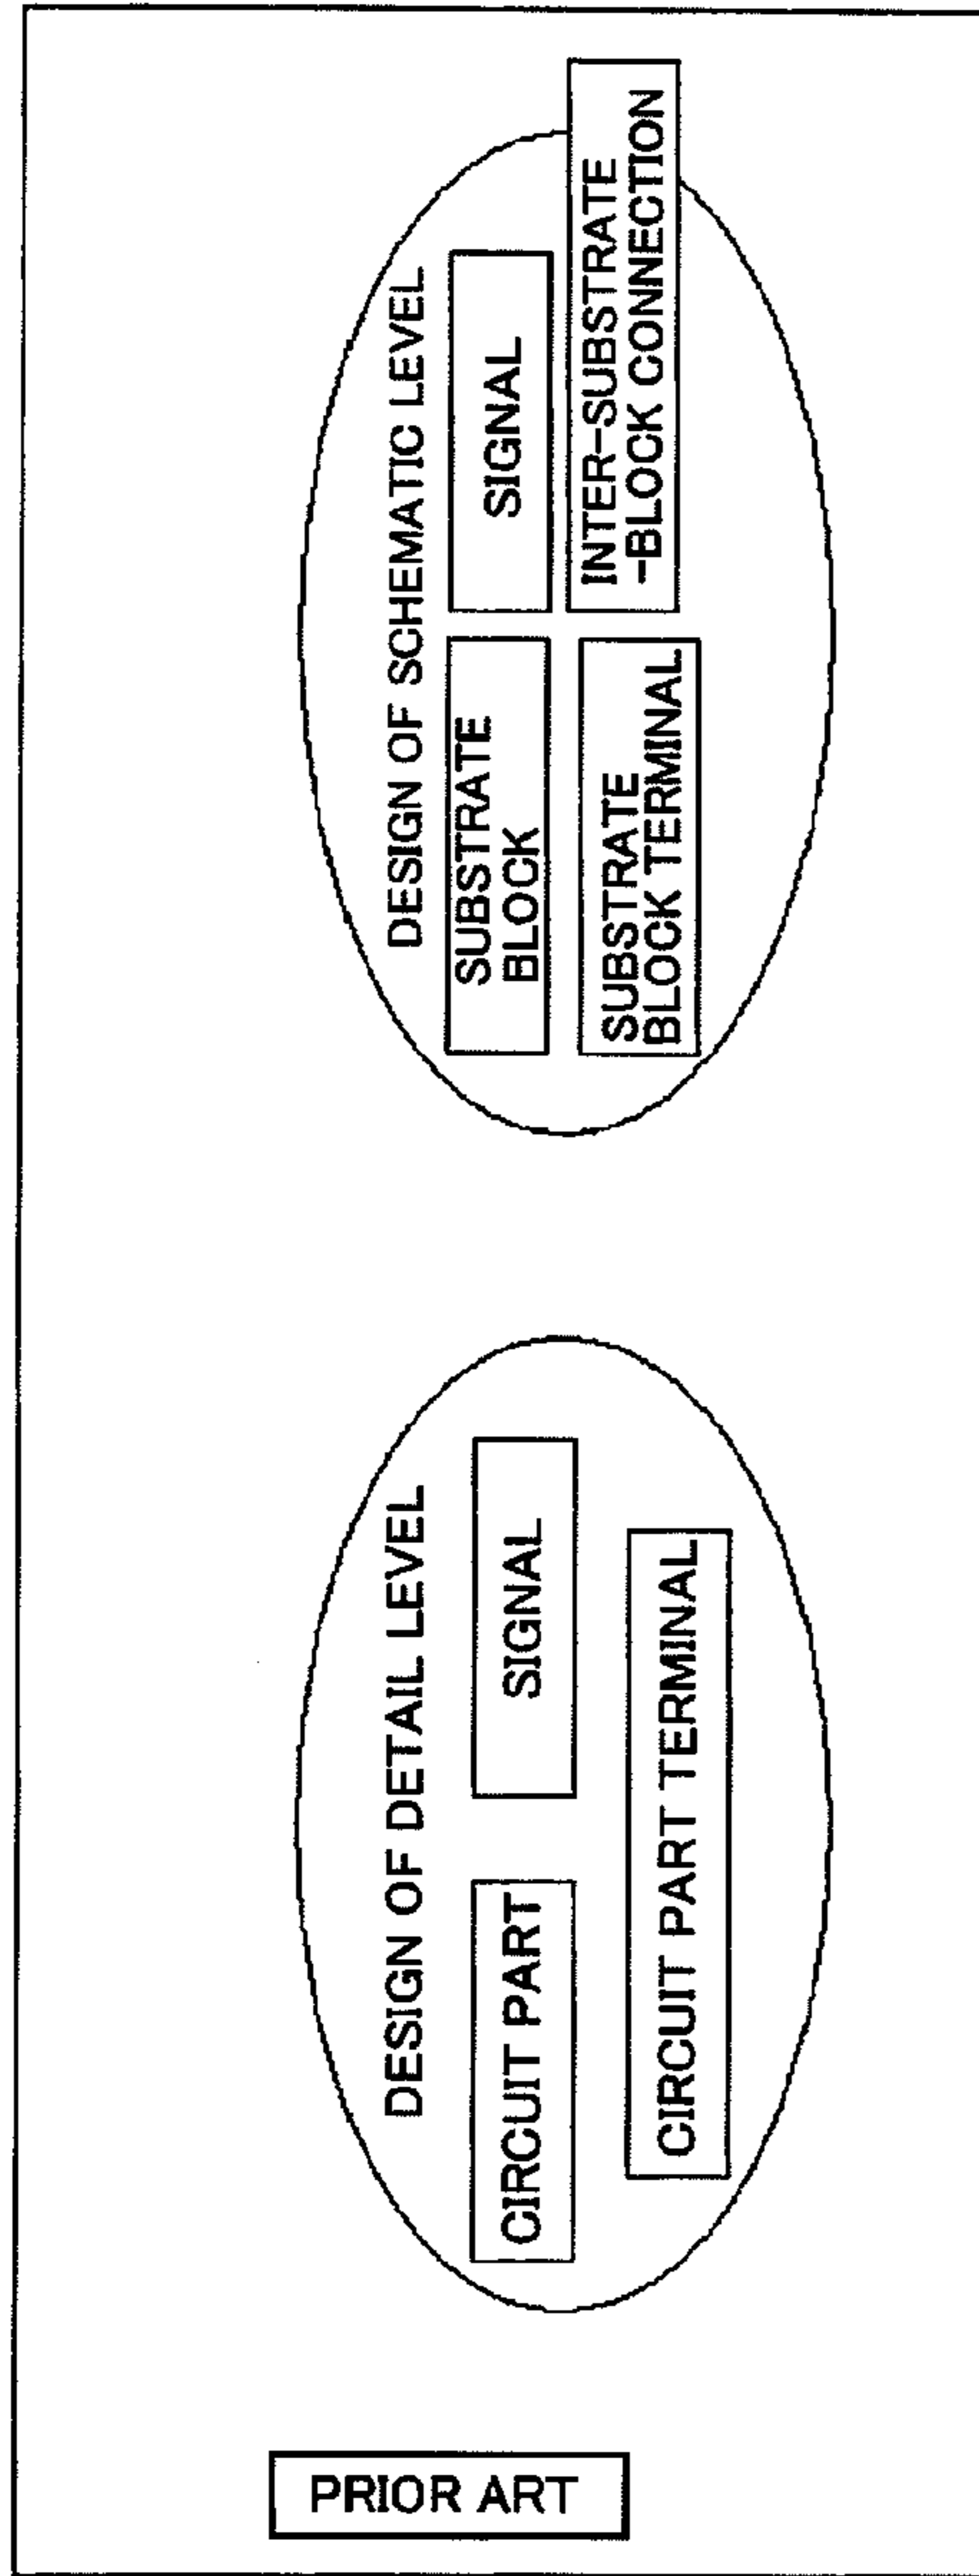 PRIOR ART
DESIGN OF DETAIL LEVEL
CIRCUIT PART
SIGNAL
CIRCUIT PART TERMINAL
DESIGN OF SCHEMATIC LEVEL
SUBSTRATE
BLOCK
SIGNAL
SUBSTRATE
BLOCK TERMINAL
INTER-SUBSTRATE
-BLOCK CONNECTION